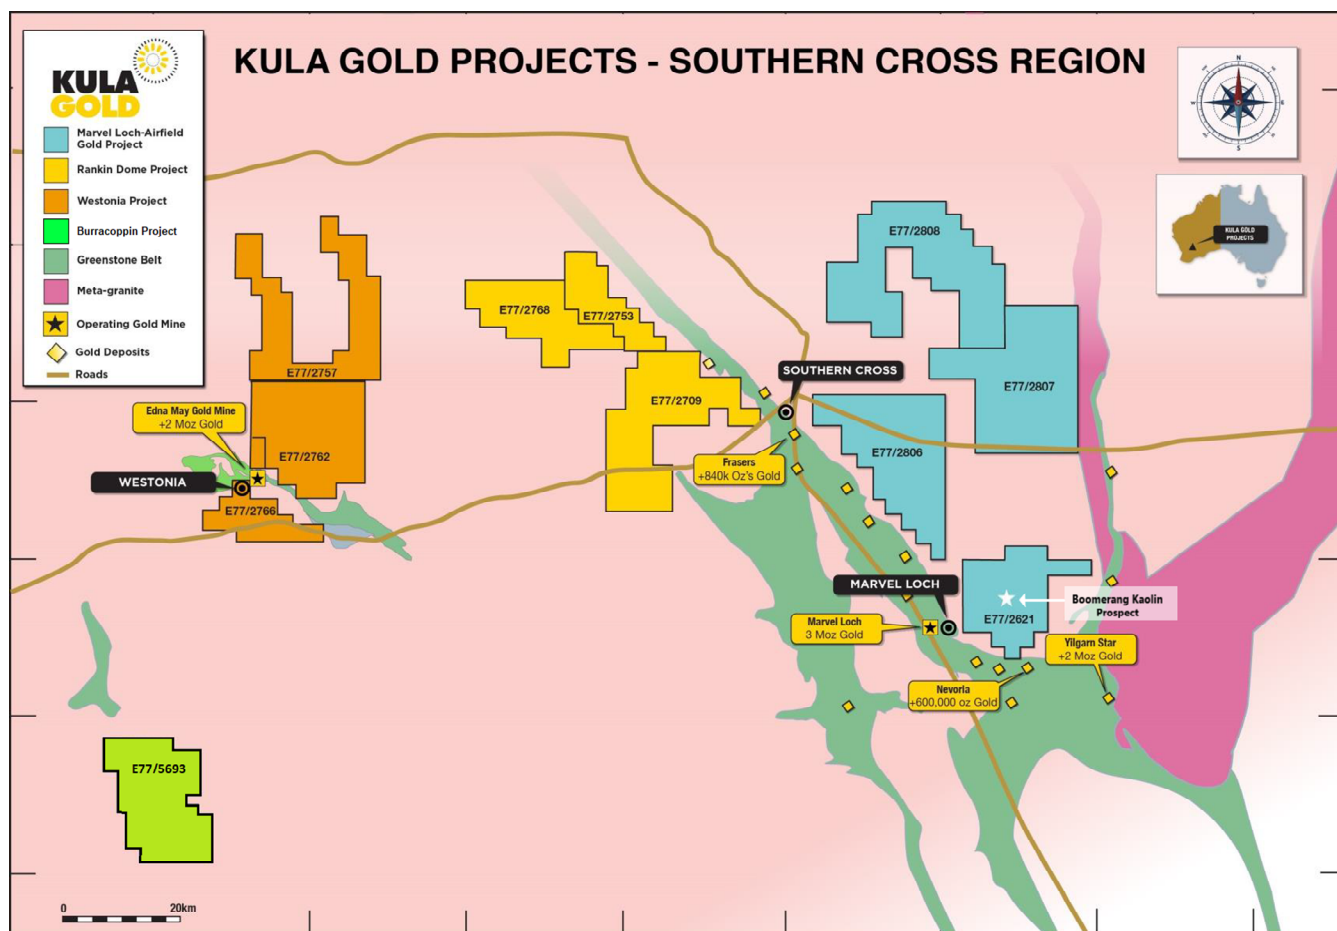 KULA GOLD PROJECTS - SOUTHERN CROSS REGION
KULA
GOLD
Marvel Loch-Airfield
Gold Project
Rankin Dome Project
Westonia Project
Burracoppin Project
Greenstone Belt
Meta-granite
Operating Gold Mine
Gold Deposits
Roads
N
E
S
W
KULA GOLD
PROJECTS
E77/2808
E77/2768
E77/2753
E77/2757
SOUTHERN CROSS
E77/2807
E77/2709
Edna May Gold Mine
+2 Moz Gold
E77/2762
E77/2806
Frasers
+840k Oz's Gold
WESTONIA
E77/2766
MARVEL LOCH
Boomerang Kaolin
Prospect
E77/2621
Marvel Loch
3 Moz Gold
Yilgarn Star
+2 Moz Gold
Nevoria
+600,000 oz Gold
E77/5693
0
20km